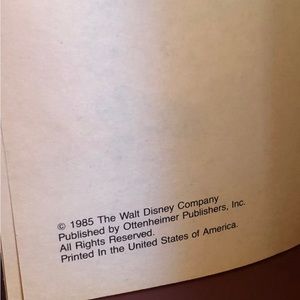 © 1985 The Walt Disney Company
Published by Ottenheimer Publishers, Inc.
All Rights Reserved.
Printed In the United States of America.